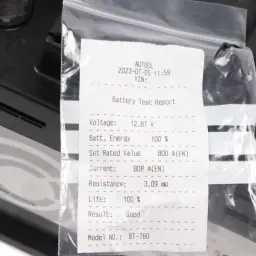 AUTOOL
2023-07-05 11:59
VIN:
Battery Test Report
Voltage: 12.87 V
Batt. Energy 100 %
Set Rated Value 800 A(EN)
Current: 808 A(EN)
Resistance: 3.09 mΩ
Life: 100 %
Result: Good
Model NO.: BT-760